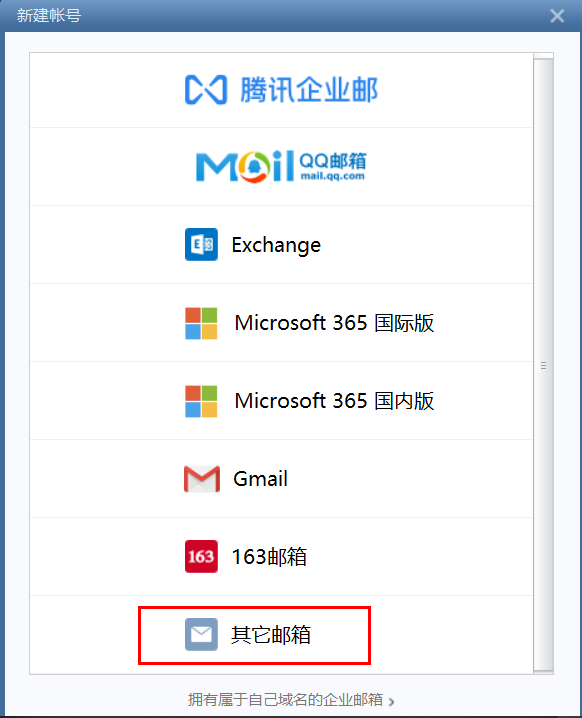 新建帐号
腾讯企业邮
Mail QQ邮箱
mail.qq.com
Exchange
Microsoft 365 国际版
Microsoft 365 国内版
Gmail
163 163邮箱
其它邮箱
拥有属于自己域名的企业邮箱 ›